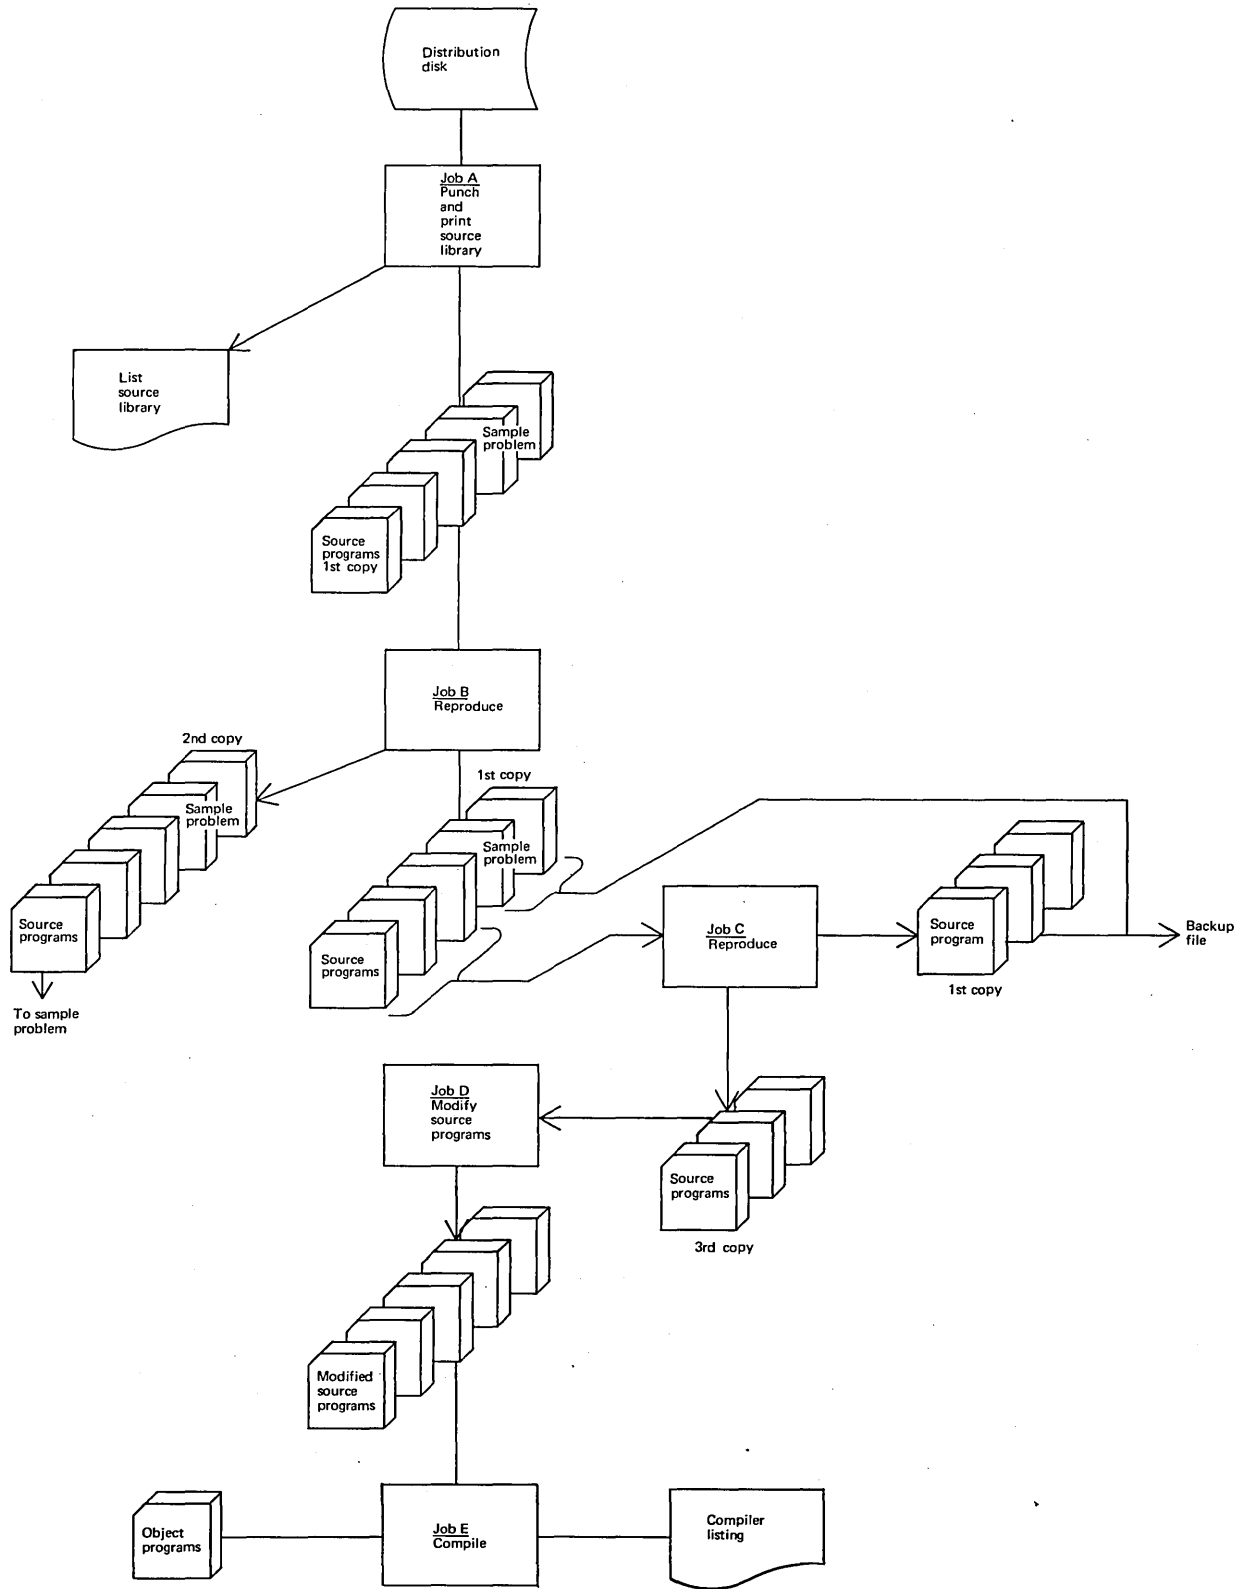 Distribution
disk
Job A
Punch
and
print
source
library
List
source
library
Sample
problem
Source
programs
1st copy
Job B
Reproduce
2nd copy
Sample
problem
Source
programs
To sample
problem
1st copy
Sample
problem
Source
programs
Job C
Reproduce
Source
program
1st copy
Backup
file
Job D
Modify
source
programs
Source
programs
3rd copy
Modified
source
programs
Object
programs
Job E
Compile
Compiler
listing